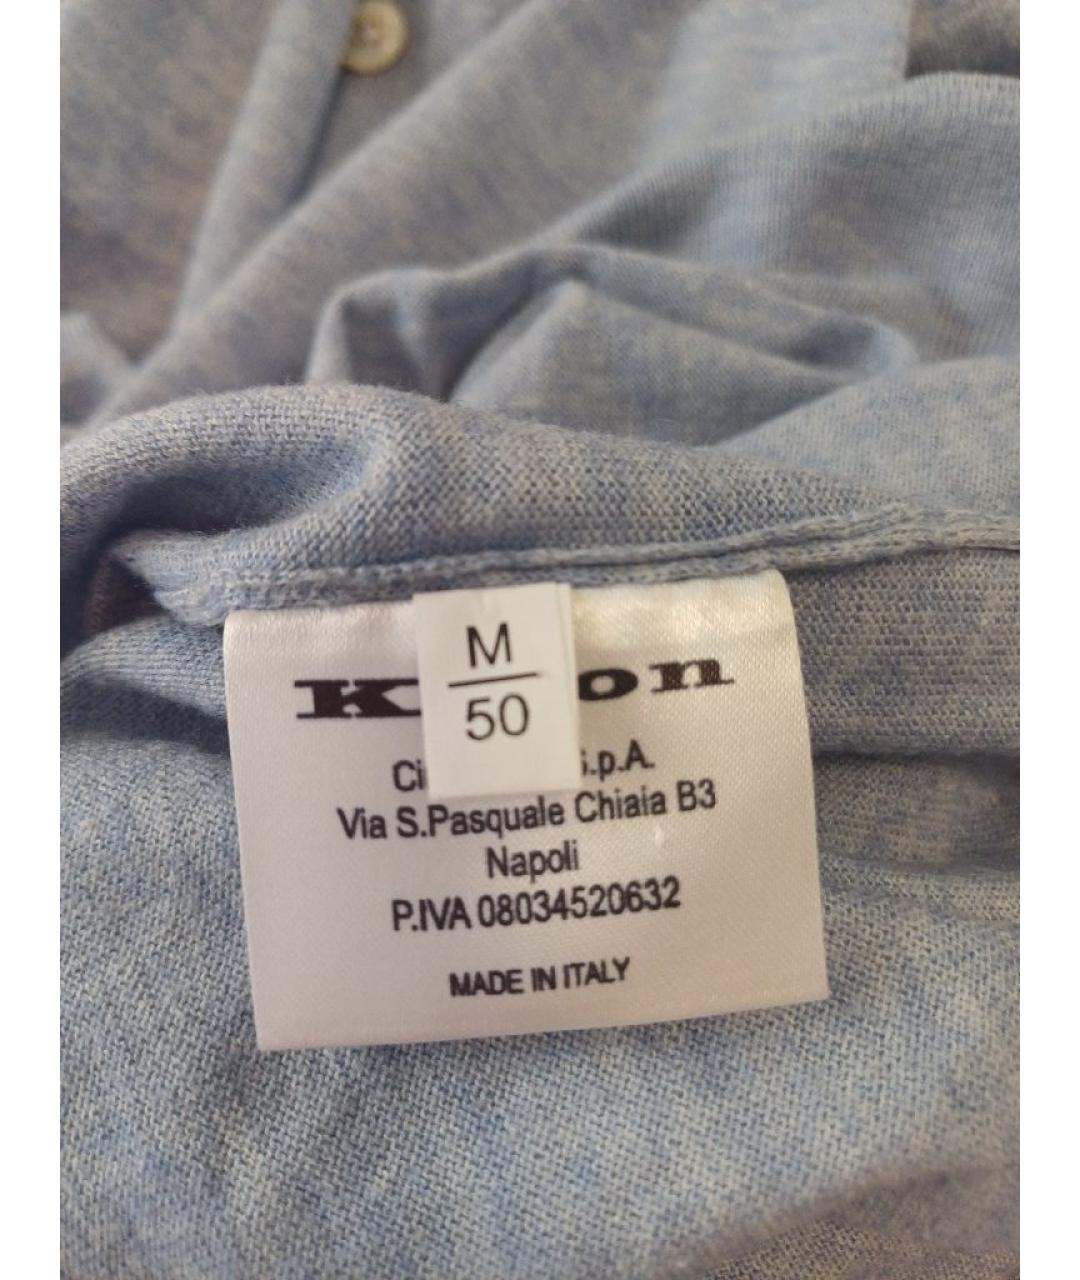 M
50
Via S.Pasquale Chiaia B3
Napoli
P.IVA 08034520632
MADE IN ITALY